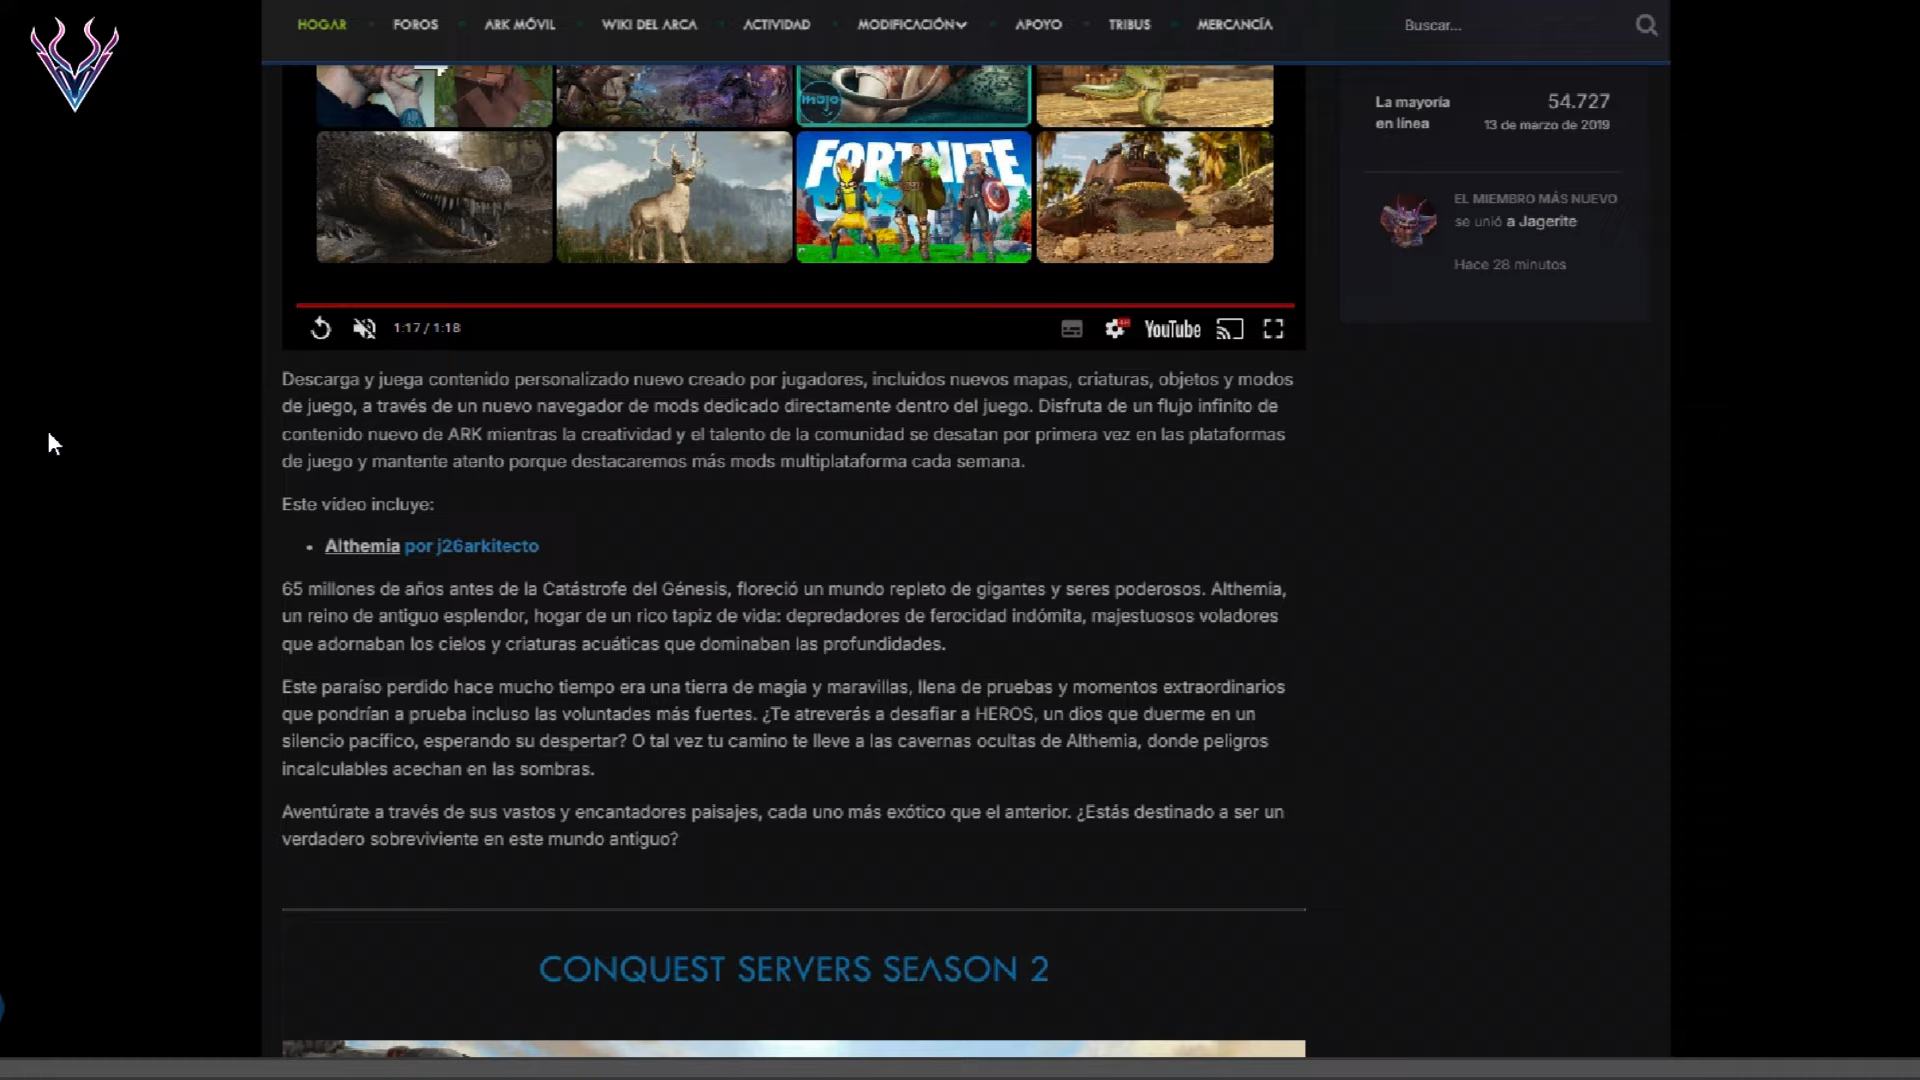 HOGAR FOROS ARK MÓVIL WIKI DEL ARCA ACTIVIDAD MODIFICACIÓN APOYO TRIBUS MERCANCÍA Buscar...
mojo
FORTNITE
La mayoría en línea 54.727
13 de marzo de 2019
EL MIEMBRO MÁS NUEVO
se unió a Jagerite
Hace 28 minutos
1:17 / 1:18 YouTube
Descarga y juega contenido personalizado nuevo creado por jugadores, incluidos nuevos mapas, criaturas, objetos y modos
de juego, a través de un nuevo navegador de mods dedicado directamente dentro del juego. Disfruta de un flujo infinito de
contenido nuevo de ARK mientras la creatividad y el talento de la comunidad se desatan por primera vez en las plataformas
de juego y mantente atento porque destacaremos más mods multiplataforma cada semana.
Este vídeo incluye:
• Althemia por j26arkitecto
65 millones de años antes de la Catástrofe del Génesis, floreció un mundo repleto de gigantes y seres poderosos. Althemia,
un reino de antiguo esplendor, hogar de un rico tapiz de vida: depredadores de ferocidad indómita, majestuosos voladores
que adornaban los cielos y criaturas acuáticas que dominaban las profundidades.
Este paraíso perdido hace mucho tiempo era una tierra de magia y maravillas, llena de pruebas y momentos extraordinarios
que pondrían a prueba incluso las voluntades más fuertes. ¿Te atreverás a desafiar a HEROS, un dios que duerme en un
silencio pacífico, esperando su despertar? O tal vez tu camino te lleve a las cavernas ocultas de Althemia, donde peligros
incalculables acechan en las sombras.
Aventúrate a través de sus vastos y encantadores paisajes, cada uno más exótico que el anterior. ¿Estás destinado a ser un
verdadero sobreviviente en este mundo antiguo?
CONQUEST SERVERS SEASON 2